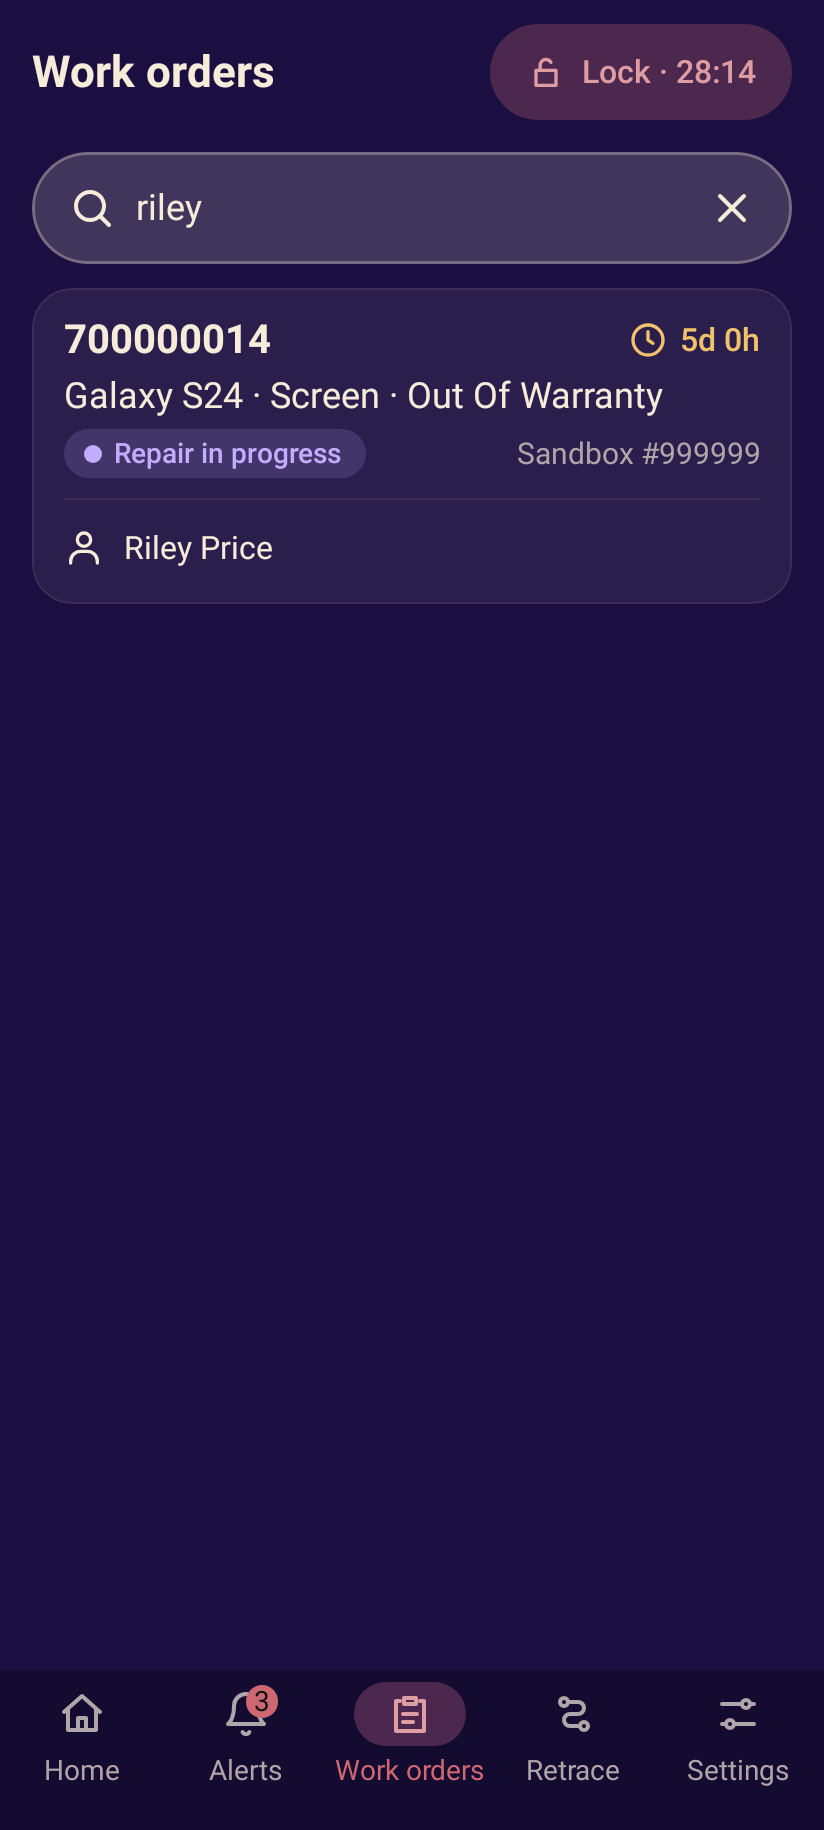 Work orders
Lock · 28:14
riley
700000014
5d 0h
Galaxy S24 · Screen · Out Of Warranty
Repair in progress
Sandbox #999999
Riley Price
3
Home
Alerts
Work orders
Retrace
Settings